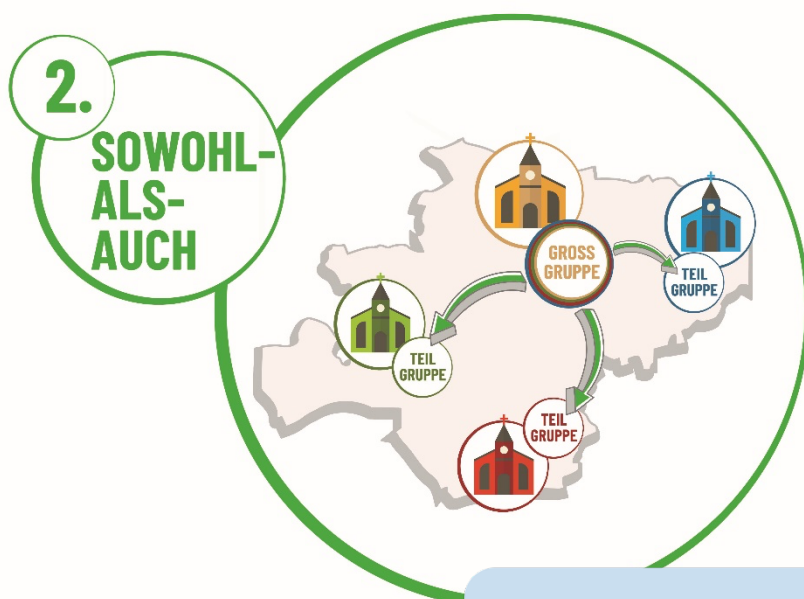 2.
SOWOHL-
ALS-
AUCH
GROSS
GRUPPE
TEIL
GRUPPE
TEIL
GRUPPE
TEIL
GRUPPE